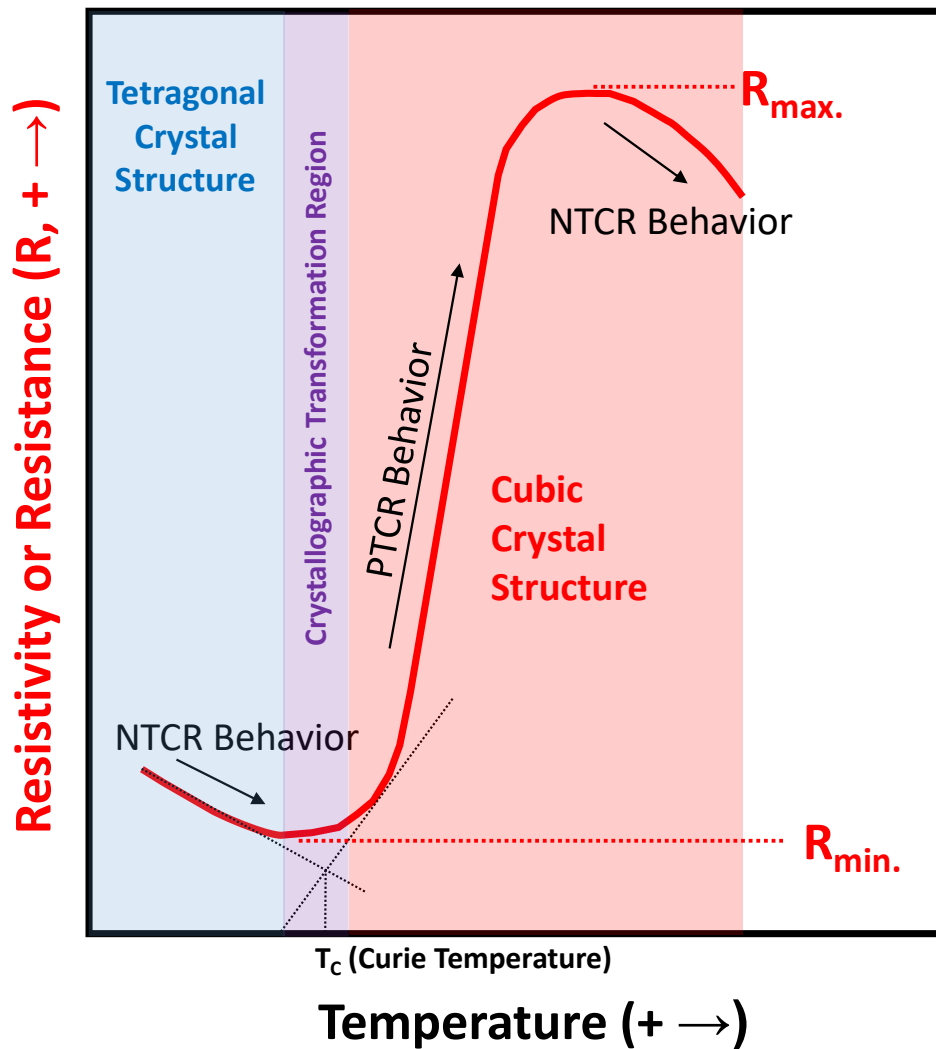 Resistivity or Resistance (R, + →)
Tetragonal
Crystal
Structure
Crystallographic Transformation Region
Rmax.
NTCR Behavior
PTCR Behavior
Cubic
Crystal
Structure
NTCR Behavior
Rmin.
TC (Curie Temperature)
Temperature (+ →)